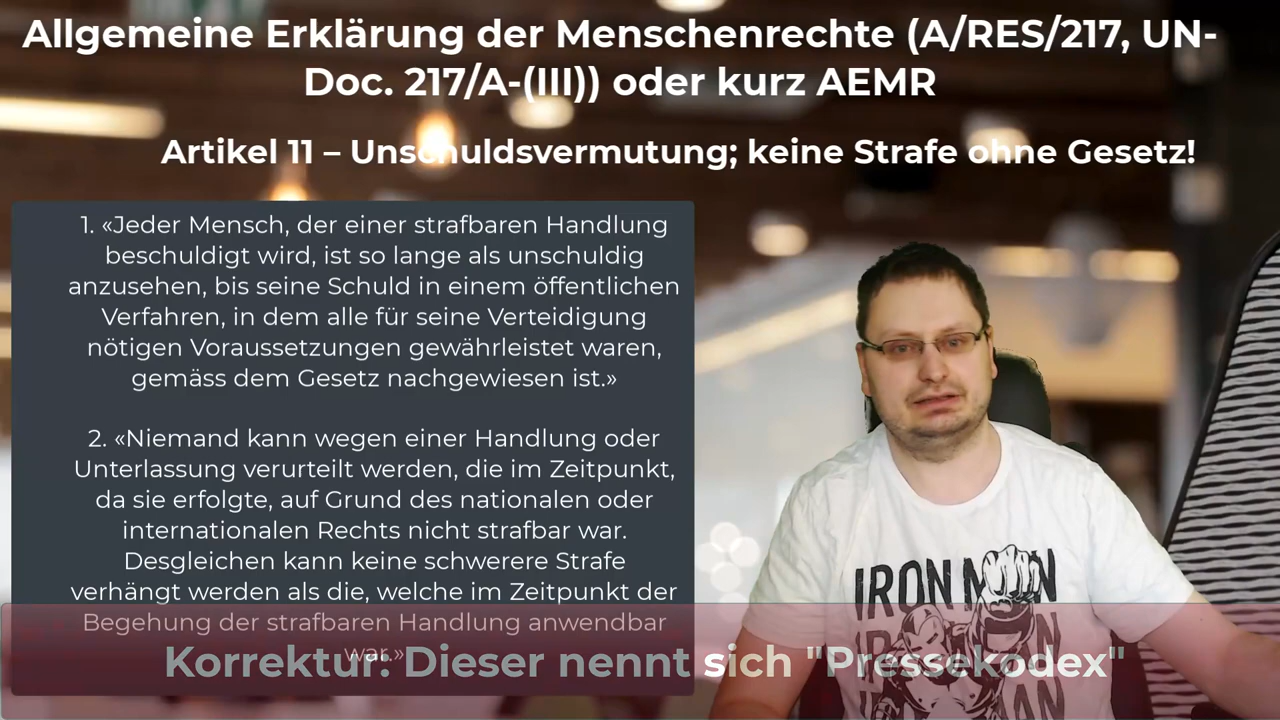 Allgemeine Erklärung der Menschenrechte (A/RES/217, UN-
Doc. 217/A-(III)) oder kurz AEMR
Artikel 11 – Unschuldsvermutung; keine Strafe ohne Gesetz!
1. «Jeder Mensch, der einer strafbaren Handlung
beschuldigt wird, ist so lange als unschuldig
anzusehen, bis seine Schuld in einem öffentlichen
Verfahren, in dem alle für seine Verteidigung
nötigen Voraussetzungen gewährleistet waren,
gemäss dem Gesetz nachgewiesen ist.»
2. «Niemand kann wegen einer Handlung oder
Unterlassung verurteilt werden, die im Zeitpunkt,
da sie erfolgte, auf Grund des nationalen oder
internationalen Rechts nicht strafbar war.
Desgleichen kann keine schwerere Strafe
verhängt werden als die, welche im Zeitpunkt der
Begehung der strafbaren Handlung anwendbar
war.»
Korrektur: Dieser nennt sich "Pressekodex"
IRON MAN